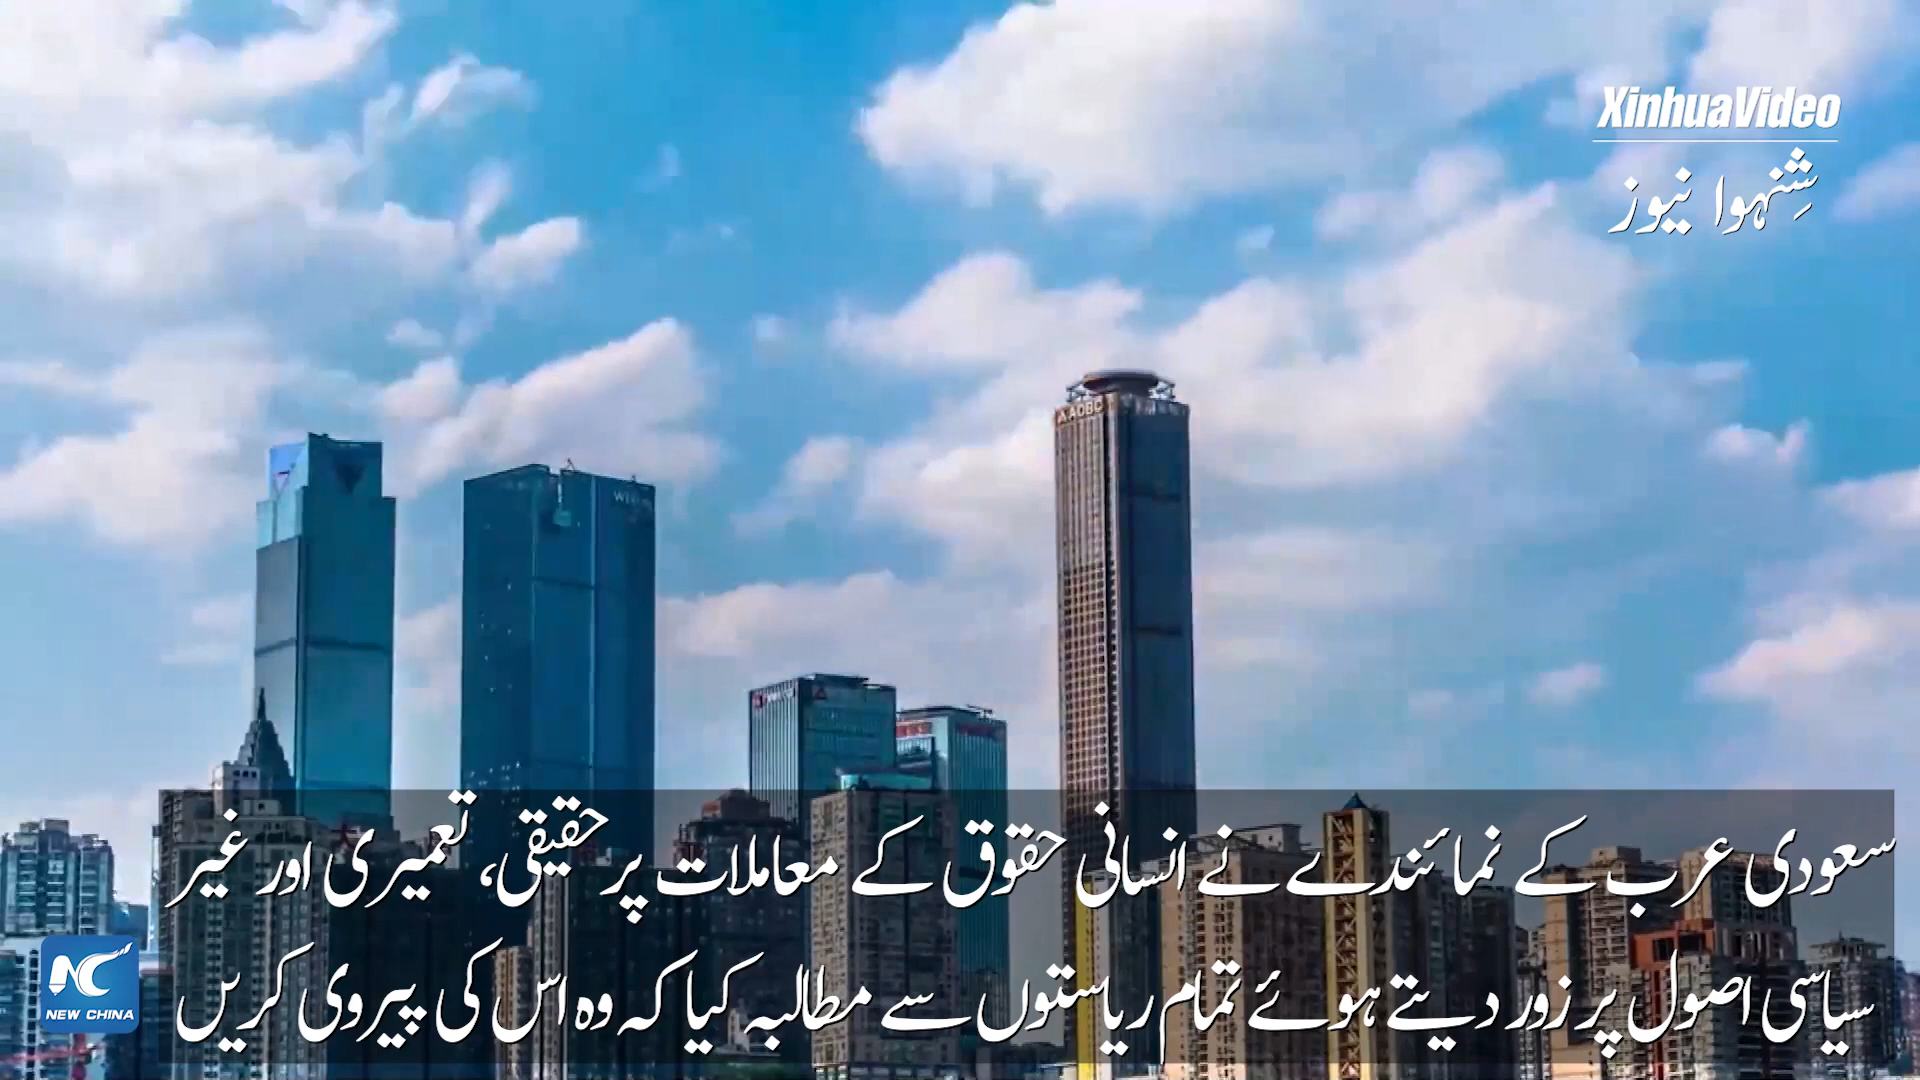 XinhuaVideo
شِنہوا نیوز
AOBC
سعودی عرب کے نمائندے نے انسانی حقوق کے معاملات پر حقیقی، تعمیری اور غیر
سیاسی اصول پر زور دیتے ہوئے تمام ریاستوں سے مطالبہ کیا کہ وہ اس کی پیروی کریں
NEW CHINA